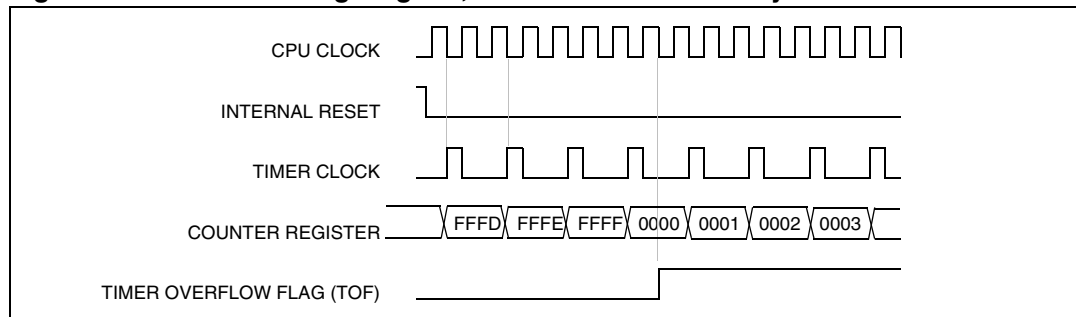 CPU CLOCK
INTERNAL RESET
TIMER CLOCK
FFFD FFFE FFFF 0000 0001 0002 0003
COUNTER REGISTER
TIMER OVERFLOW FLAG (TOF)